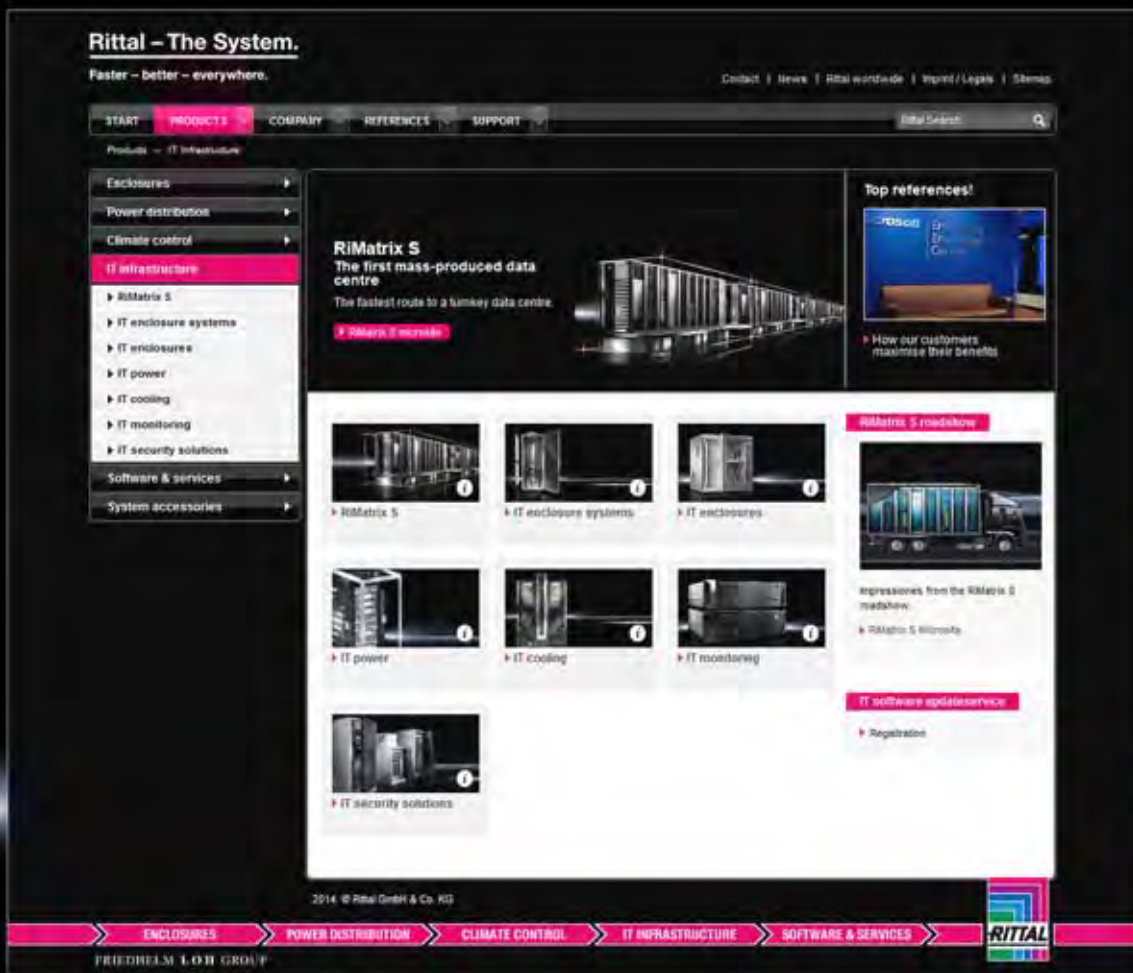 Rittal – The System.
Faster – better – everywhere.
Contact | News | Rittal worldwide | Imprint / Legals | Sitemap
START PRODUCTS COMPANY REFERENCES SUPPORT Rittal Search
Products – IT Infrastructure
Enclosures
Power distribution
Climate control
IT infrastructure
RiMatrix S
IT enclosure systems
IT enclosures
IT power
IT cooling
IT monitoring
IT security solutions
Software & services
System accessories
RiMatrix S
The first mass-produced data
centre
The fastest route to a turnkey data centre.
RiMatrix S microsite
Top references!
How our customers
maximise their benefits
RiMatrix S
IT enclosure systems
IT enclosures
IT power
IT cooling
IT monitoring
IT security solutions
RiMatrix S roadshow
Impressiones from the RiMatrix S
roadshow.
RiMatrix S Microsite
IT software updateservice
Registration
2014 © Rittal GmbH & Co. KG
ENCLOSURES POWER DISTRIBUTION CLIMATE CONTROL IT INFRASTRUCTURE SOFTWARE & SERVICES
RITTAL
FRIEDHELM LOH GROUP